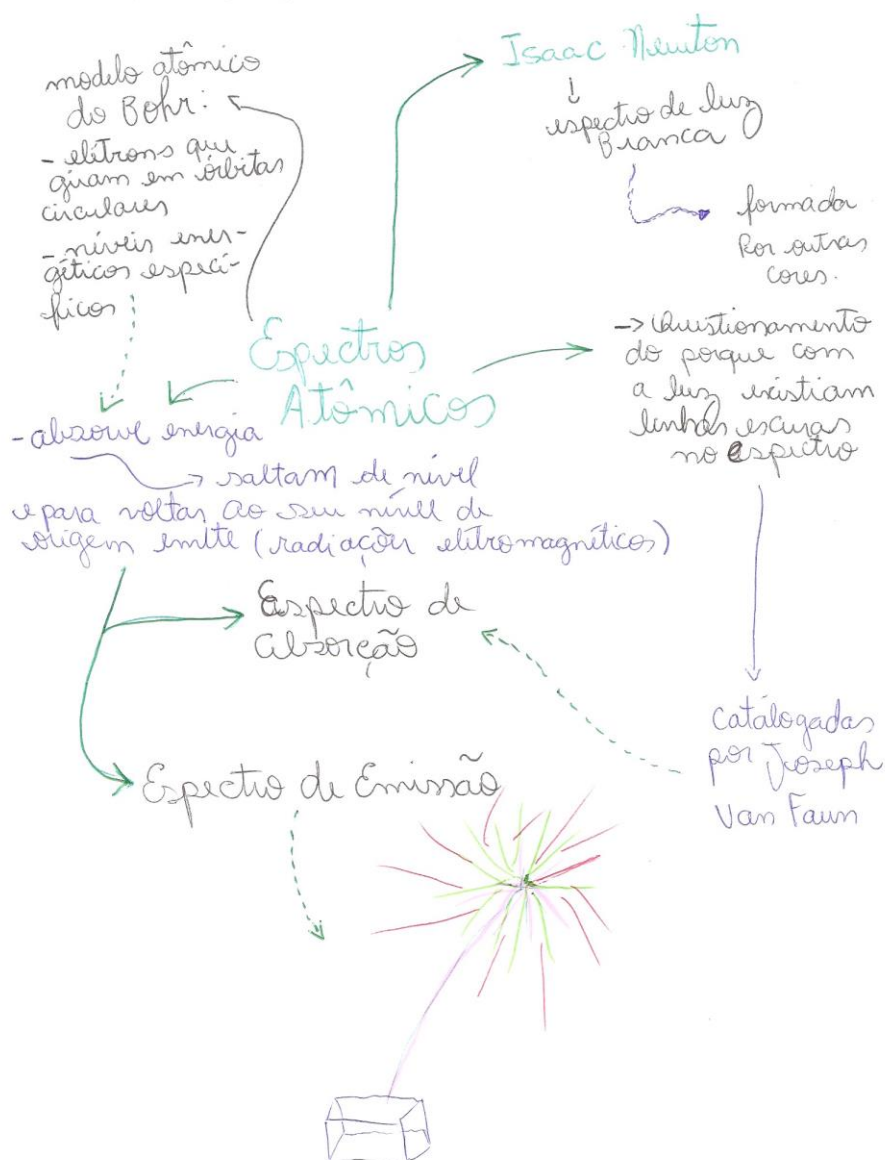 modelo atômico
do Bohr:
- elétrons que
giram em órbitas
circulares
- níveis ener-
géticos especí-
ficos
Isaac Newton
espectro de luz
Branca
formada
Por outras
cores.
Espectros
Atômicos
-> Questionamento
do porque com
a luz existiam
linhas escuras
no espectro
- absorve energia
saltam de nível
e para voltar ao seu nível de
origem emite (radiações elétromagnéticos)
Espectro de
absorção
Espectro de Emissão
catálogadas
por Joseph
Van Faun